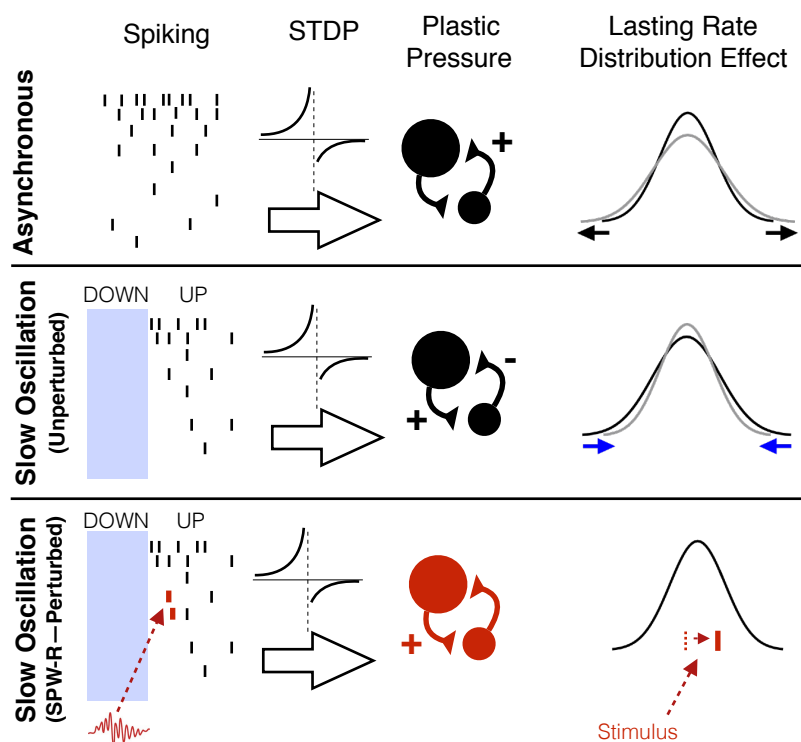 Spiking
STDP
Plastic
Pressure
Lasting Rate
Distribution Effect
Asynchronous
+
Slow Oscillation
(Unperturbed)
DOWN
UP
+
-
Slow Oscillation
(SPW-R—Perturbed)
DOWN
UP
+
Stimulus